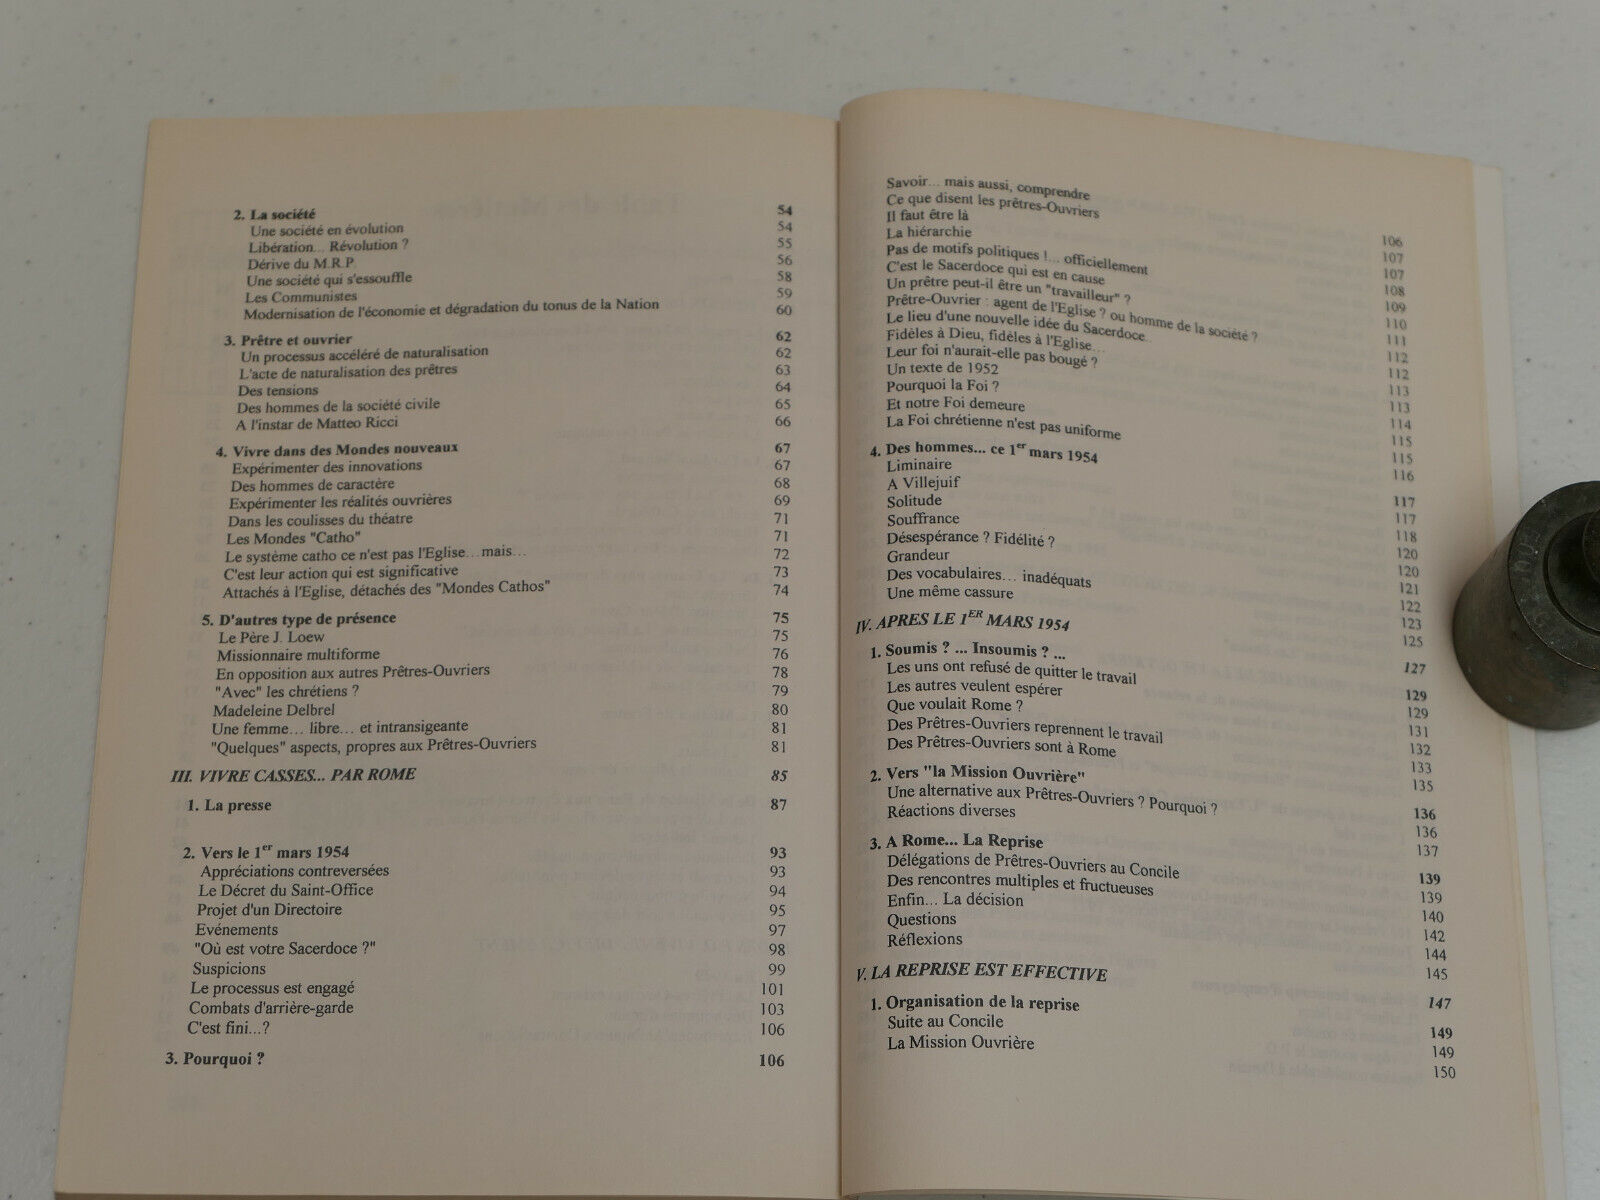 2. La société 54
Une société en évolution 54
Libération... Révolution ? 55
Dérive du M.R.P. 56
Une société qui s'essouffle 58
Les Communistes 59
Modernisation de l'économie et dégradation du tonus de la Nation 60
3. Prêtre et ouvrier 62
Un processus accéléré de naturalisation 62
L'acte de naturalisation des prêtres 63
Des tensions 64
Des hommes de la société civile 65
A l'instar de Matteo Ricci 66
4. Vivre dans des Mondes nouveaux 67
Expérimenter des innovations 67
Des hommes de caractère 68
Expérimenter les réalités ouvrières 69
Dans les coulisses du théatre 71
Les Mondes "Catho" 71
Le système catho ce n'est pas l'Eglise...mais... 72
C'est leur action qui est significative 73
Attachés à l'Eglise, détachés des "Mondes Cathos" 74
5. D'autres type de présence 75
Le Père J. Loew 75
Missionnaire multiforme 76
En opposition aux autres Prêtres-Ouvriers 78
"Avec" les chrétiens ? 79
Madeleine Delbrel 80
Une femme... libre... et intransigeante 81
"Quelques" aspects, propres aux Prêtres-Ouvriers 81
III. VIVRE CASSES... PAR ROME 85
1. La presse 87
2. Vers le 1er mars 1954 93
Appréciations controversées 93
Le Décret du Saint-Office 94
Projet d'un Directoire 95
Evénements 97
"Où est votre Sacerdoce ?" 98
Suspicions 99
Le processus est engagé 101
Combats d'arrière-garde 103
C'est fini...? 106
3. Pourquoi ? 106
Savoir... mais aussi, comprendre 106
Ce que disent les prêtres-Ouvriers 107
Il faut être là 107
La hiérarchie 108
Pas de motifs politiques !... officiellement 109
C'est le Sacerdoce qui est en cause 110
Un prêtre peut-il être un "travailleur" ? 111
Prêtre-Ouvrier : agent de l'Eglise ? ou homme de la société ? 112
Le lieu d'une nouvelle idée du Sacerdoce.. 112
Fidèles à Dieu, fidèles à l'Eglise... 113
Leur foi n'aurait-elle pas bougé ? 113
Un texte de 1952 114
Pourquoi la Foi ? 115
Et notre Foi demeure 115
La Foi chrétienne n'est pas uniforme 116
4. Des hommes... ce 1er mars 1954 117
Liminaire 117
A Villejuif 118
Solitude 120
Souffrance 120
Désespérance ? Fidélité ? 121
Grandeur 122
Des vocabulaires... inadéquats 123
Une même cassure 125
IV. APRES LE 1ER MARS 1954 127
1. Soumis ? ... Insoumis ? ... 129
Les uns ont refusé de quitter le travail 129
Les autres veulent espérer 131
Que voulait Rome ? 132
Des Prêtres-Ouvriers reprennent le travail 133
Des Prêtres-Ouvriers sont à Rome 135
2. Vers "la Mission Ouvrière" 136
Une alternative aux Prêtres-Ouvriers ? Pourquoi ? 136
Réactions diverses 137
3. A Rome... La Reprise 139
Délégations de Prêtres-Ouvriers au Concile 139
Des rencontres multiples et fructueuses 140
Enfin... La décision 142
Questions 144
Réflexions 145
V. LA REPRISE EST EFFECTIVE 147
1. Organisation de la reprise 149
Suite au Concile 149
La Mission Ouvrière 150